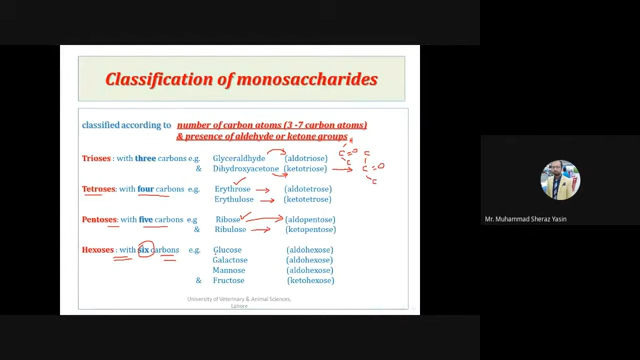 Classification of monosaccharides
classified according to number of carbon atoms (3 -7 carbon atoms)
& presence of aldehyde or ketone groups
Trioses : with three carbons e.g. Glyceraldhyde (aldotriose)
& Dihydroxyacetone (ketotriose)
Tetroses : with four carbons e.g. Erythrose (aldotetrose)
Erythulose (ketotetrose)
Pentoses : with five carbons e.g. Ribose (aldopentose)
& Ribulose (ketopentose)
Hexoses : with six carbons e.g. Glucose (aldohexose)
Galactose (aldohexose)
Mannose (aldohexose)
& Fructose (ketohexose)
University of Veterinary & Animal Sciences,
Lahore
H
C=O
C
C
C=O
C
Mr. Muhammad Sheraz Yasin